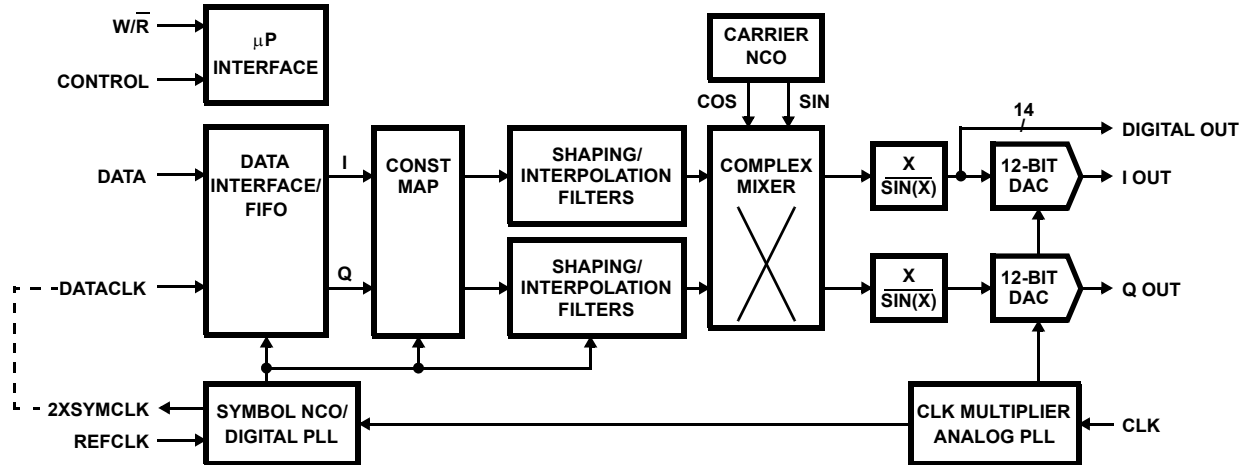 W/R
CONTROL
µP
INTERFACE
CARRIER
NCO
COS
SIN
14
DIGITAL OUT
DATA
DATA
INTERFACE/
FIFO
I
CONST
MAP
SHAPING/
INTERPOLATION
FILTERS
COMPLEX
MIXER
X
SIN(X)
12-BIT
DAC
I OUT
DATACLK
Q
SHAPING/
INTERPOLATION
FILTERS
X
SIN(X)
12-BIT
DAC
Q OUT
2XSYMCLK
REFCLK
SYMBOL NCO/
DIGITAL PLL
CLK MULTIPLIER
ANALOG PLL
CLK